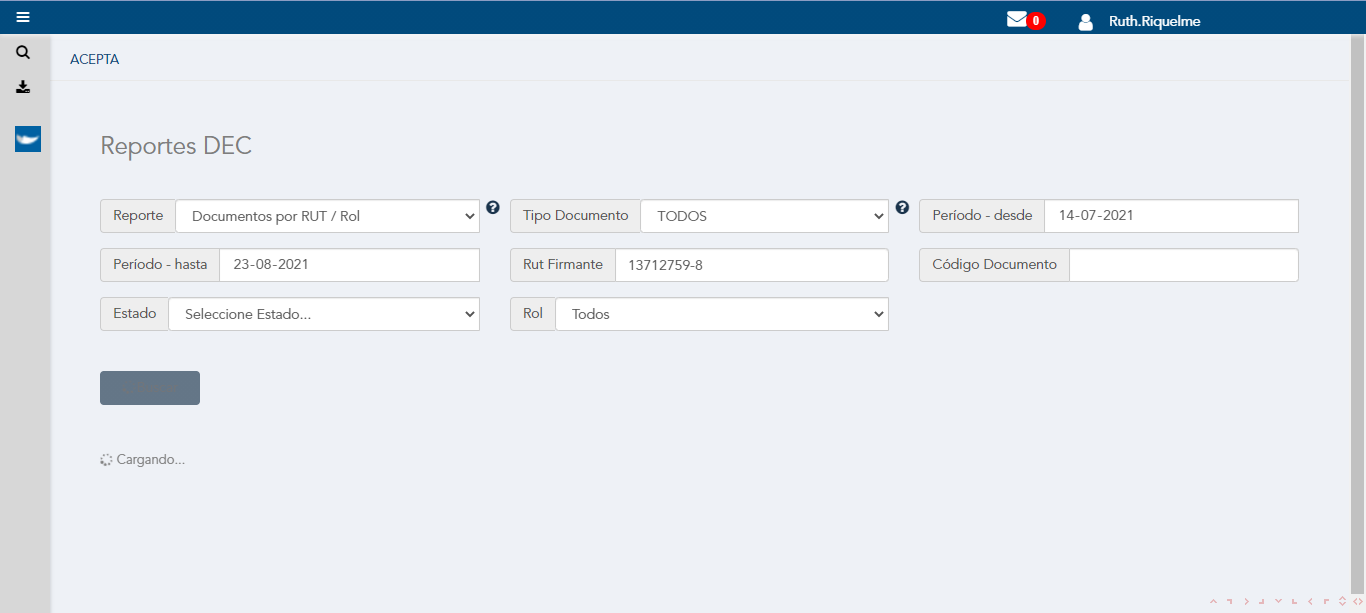 0 Ruth.Riquelme
ACEPTA
Reportes DEC
Reporte Documentos por RUT / Rol ? Tipo Documento TODOS ? Período - desde 14-07-2021
Período - hasta 23-08-2021 Rut Firmante 13712759-8 Código Documento
Estado Seleccione Estado... Rol Todos
Cargando...